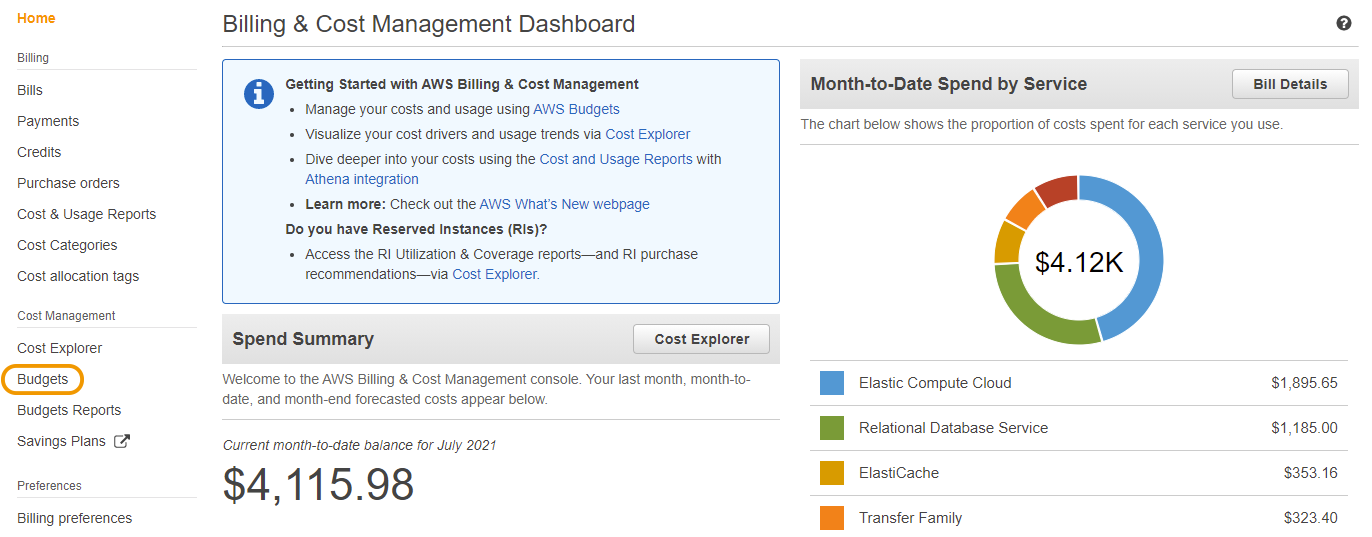 Home
Billing
Bills
Payments
Credits
Purchase orders
Cost & Usage Reports
Cost Categories
Cost allocation tags
Cost Management
Cost Explorer
Budgets
Budgets Reports
Savings Plans
Preferences
Billing preferences
Billing & Cost Management Dashboard
?
Getting Started with AWS Billing & Cost Management
• Manage your costs and usage using AWS Budgets
• Visualize your cost drivers and usage trends via Cost Explorer
• Dive deeper into your costs using the Cost and Usage Reports with
Athena integration
• Learn more: Check out the AWS What's New webpage
Do you have Reserved Instances (RIs)?
• Access the RI Utilization & Coverage reports—and RI purchase
recommendations—via Cost Explorer.
Spend Summary
Cost Explorer
Welcome to the AWS Billing & Cost Management console. Your last month, month-to-
date, and month-end forecasted costs appear below.
Current month-to-date balance for July 2021
$4,115.98
Month-to-Date Spend by Service
Bill Details
The chart below shows the proportion of costs spent for each service you use.
$4.12K
Elastic Compute Cloud $1,895.65
Relational Database Service $1,185.00
ElastiCache $353.16
Transfer Family $323.40